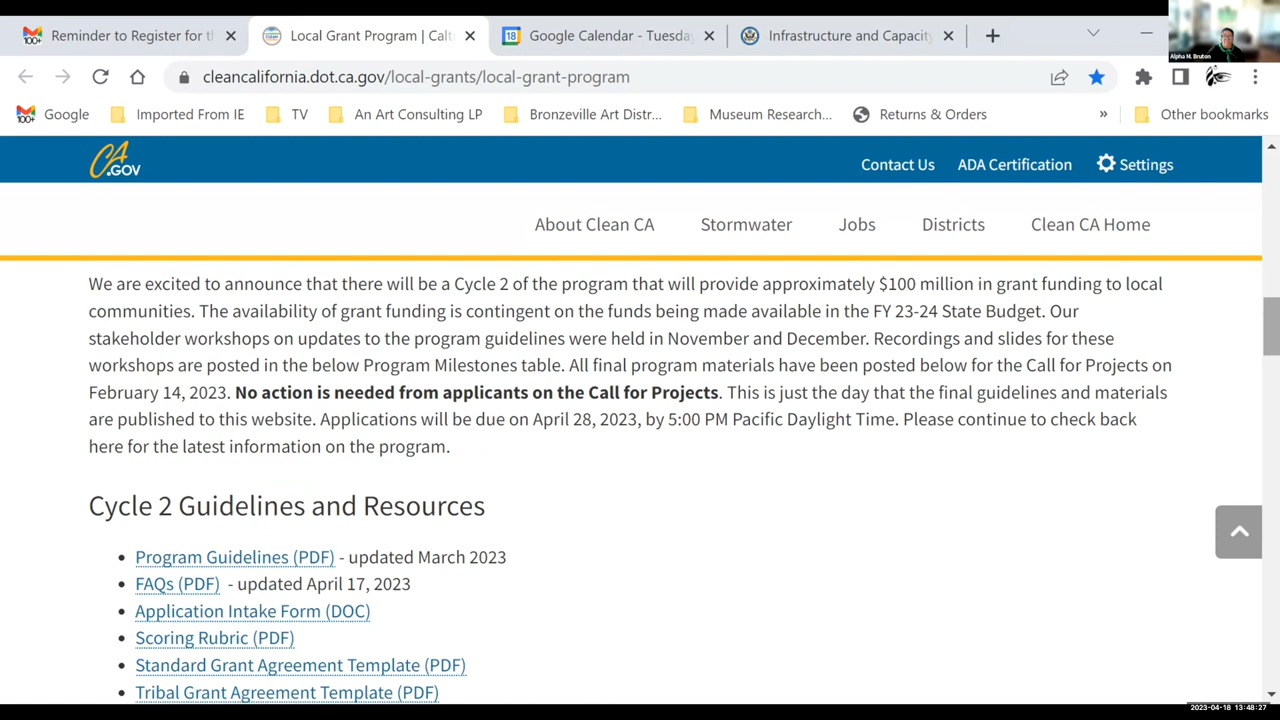 Reminder to Register for t
Local Grant Program | Calt
Google Calendar - Tuesda
Infrastructure and Capacity
Alpha M. Bruton
cleancalifornia.dot.ca.gov/local-grants/local-grant-program
Google
Imported From IE
TV
An Art Consulting LP
Bronzeville Art Distr...
Museum Research...
Returns & Orders
»
Other bookmarks
CA.GOV
Contact Us
ADA Certification
Settings
About Clean CA
Stormwater
Jobs
Districts
Clean CA Home
We are excited to announce that there will be a Cycle 2 of the program that will provide approximately $100 million in grant funding to local
communities. The availability of grant funding is contingent on the funds being made available in the FY 23-24 State Budget. Our
stakeholder workshops on updates to the program guidelines were held in November and December. Recordings and slides for these
workshops are posted in the below Program Milestones table. All final program materials have been posted below for the Call for Projects on
February 14, 2023. No action is needed from applicants on the Call for Projects. This is just the day that the final guidelines and materials
are published to this website. Applications will be due on April 28, 2023, by 5:00 PM Pacific Daylight Time. Please continue to check back
here for the latest information on the program.
Cycle 2 Guidelines and Resources
• Program Guidelines (PDF) - updated March 2023
• FAQs (PDF) - updated April 17, 2023
• Application Intake Form (DOC)
• Scoring Rubric (PDF)
• Standard Grant Agreement Template (PDF)
• Tribal Grant Agreement Template (PDF)
2023-04-18 13:48:27